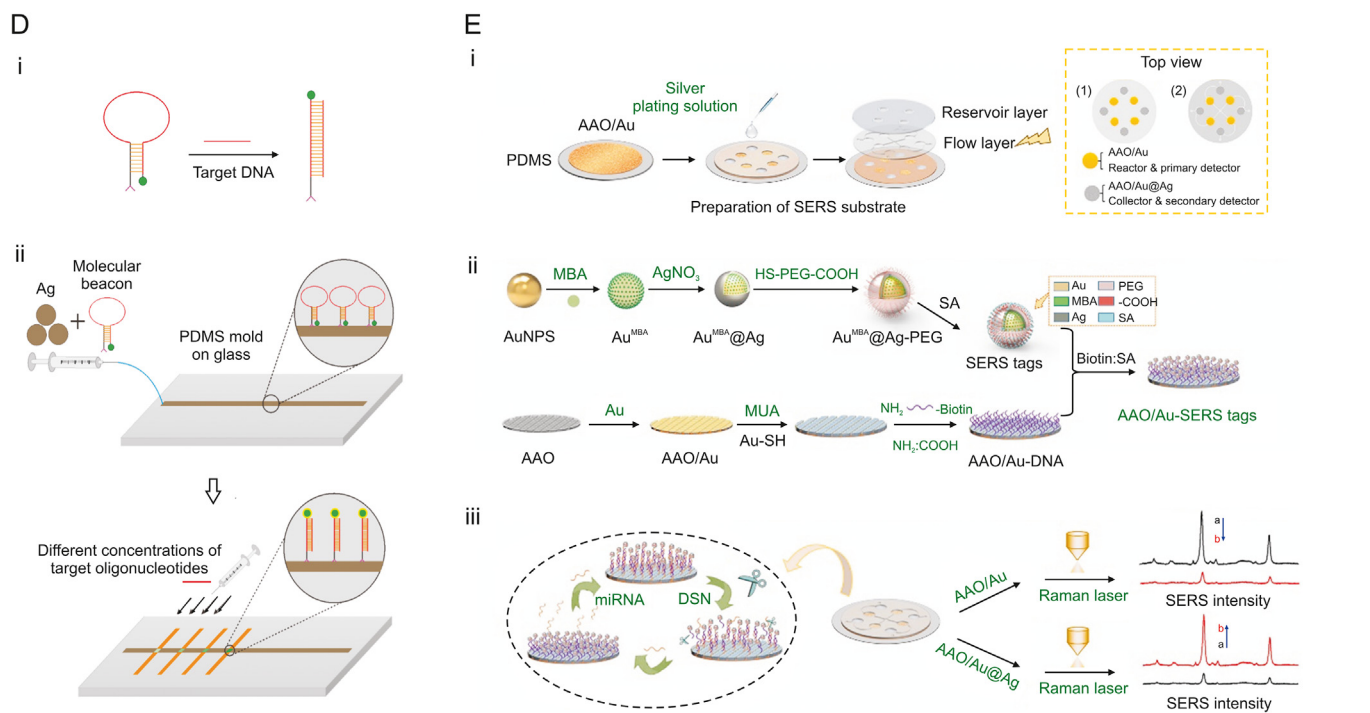 D
i
Target DNA
ii
Ag
+
Molecular
beacon
PDMS mold
on glass
Different concentrations of
target oligonucleotides
E
i
PDMS
AAO/Au
Silver
plating solution
Reservoir layer
Flow layer
Preparation of SERS substrate
Top view
(1)
(2)
AAO/Au
Reactor & primary detector
AAO/Au@Ag
Collector & secondary detector
ii
MBA
AgNO3
HS-PEG-COOH
SA
AuNPS
AuMBA
AuMBA@Ag
AuMBA@Ag-PEG
SERS tags
Au
PEG
MBA
-COOH
Ag
SA
Biotin:SA
AAO/Au-SERS tags
Au
MUA
Au-SH
NH2
-Biotin
NH2:COOH
AAO
AAO/Au
AAO/Au-DNA
iii
miRNA
DSN
AAO/Au
Raman laser
a
b
SERS intensity
AAO/Au@Ag
Raman laser
b
a
SERS intensity